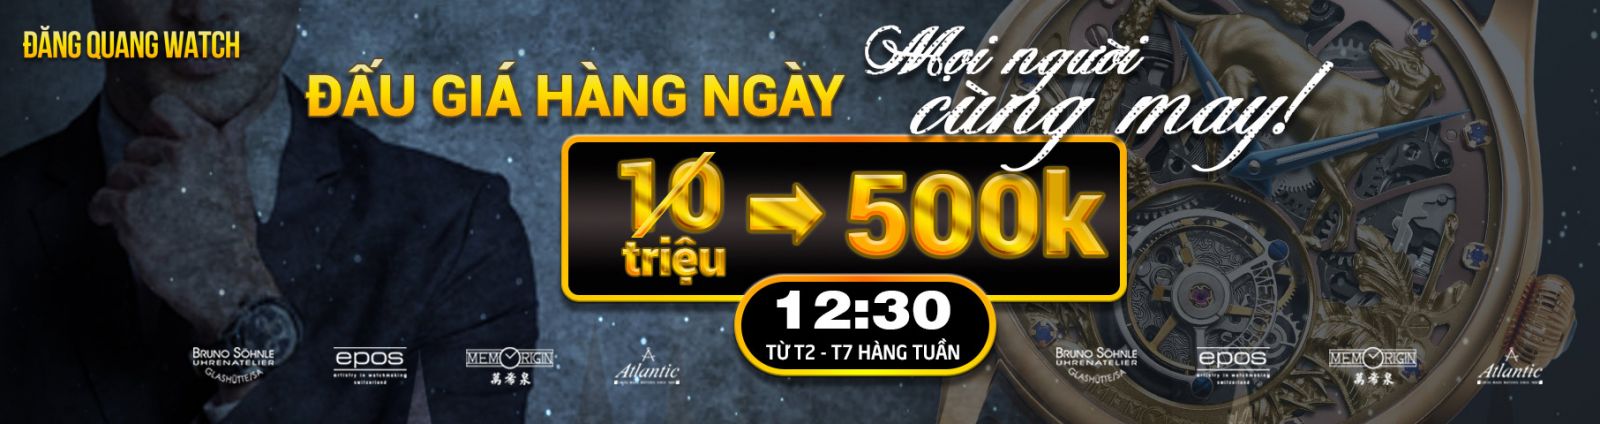 ĐĂNG QUANG WATCH
ĐẤU GIÁ HÀNG NGÀY
Mọi người
cùng may!
10
triệu
500k
12:30
TỪ T2 - T7 HÀNG TUẦN
BRUNO SÖHNLE
UHRENATELIER
GLASHÜTTE/SA
epos
artistry in watchmaking
switzerland
MEMORIGIN
萬希泉
Atlantic
BRUNO SÖHNLE
UHRENATELIER
GLASHÜTTE/SA
epos
artistry in watchmaking
switzerland
MEMORIGIN
萬希泉
Atlantic